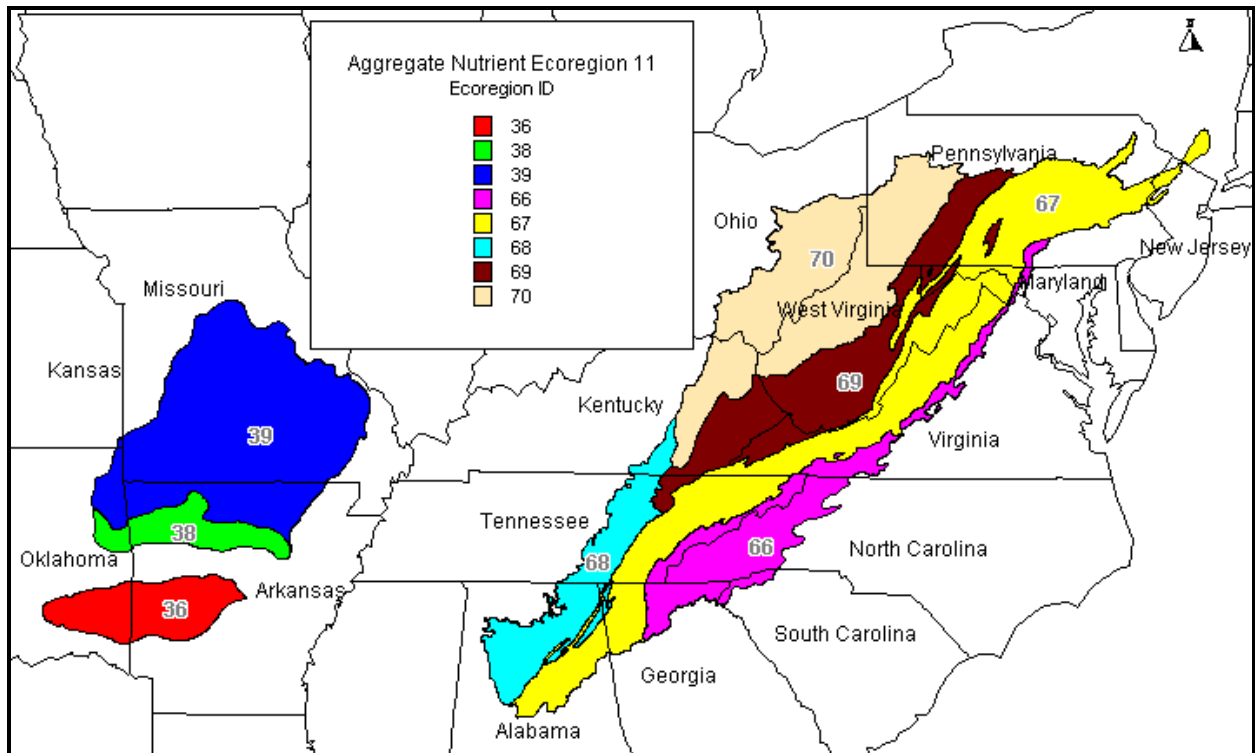 Aggregate Nutrient Ecoregion 11
Ecoregion ID
36
38
39
66
67
68
69
70
N
Pennsylvania
67
Ohio
New Jersey
70
Maryland
Missouri
West Virginia
Kansas
69
Kentucky
39
Virginia
Tennessee
38
66
North Carolina
Oklahoma
68
Arkansas
36
South Carolina
Georgia
Alabama